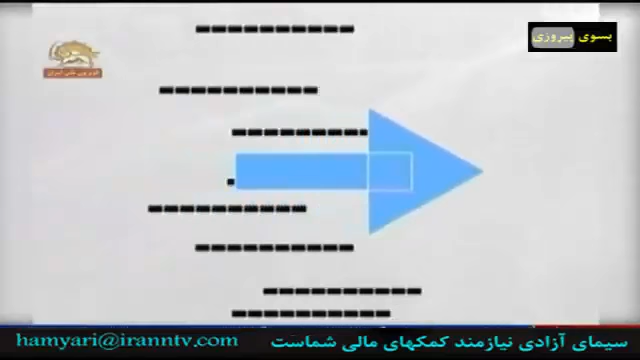 بسوی پیروزی
سیمای آزادی نیازمند کمکهای مالی شماست hamyari@iranntv.com